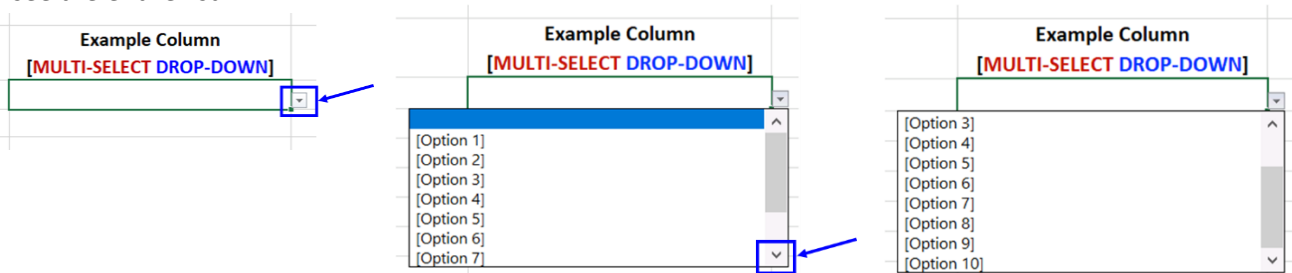 Example Column
[MULTI-SELECT DROP-DOWN]
Example Column
[MULTI-SELECT DROP-DOWN]
[Option 1]
[Option 2]
[Option 3]
[Option 4]
[Option 5]
[Option 6]
[Option 7]
Example Column
[MULTI-SELECT DROP-DOWN]
[Option 3]
[Option 4]
[Option 5]
[Option 6]
[Option 7]
[Option 8]
[Option 9]
[Option 10]